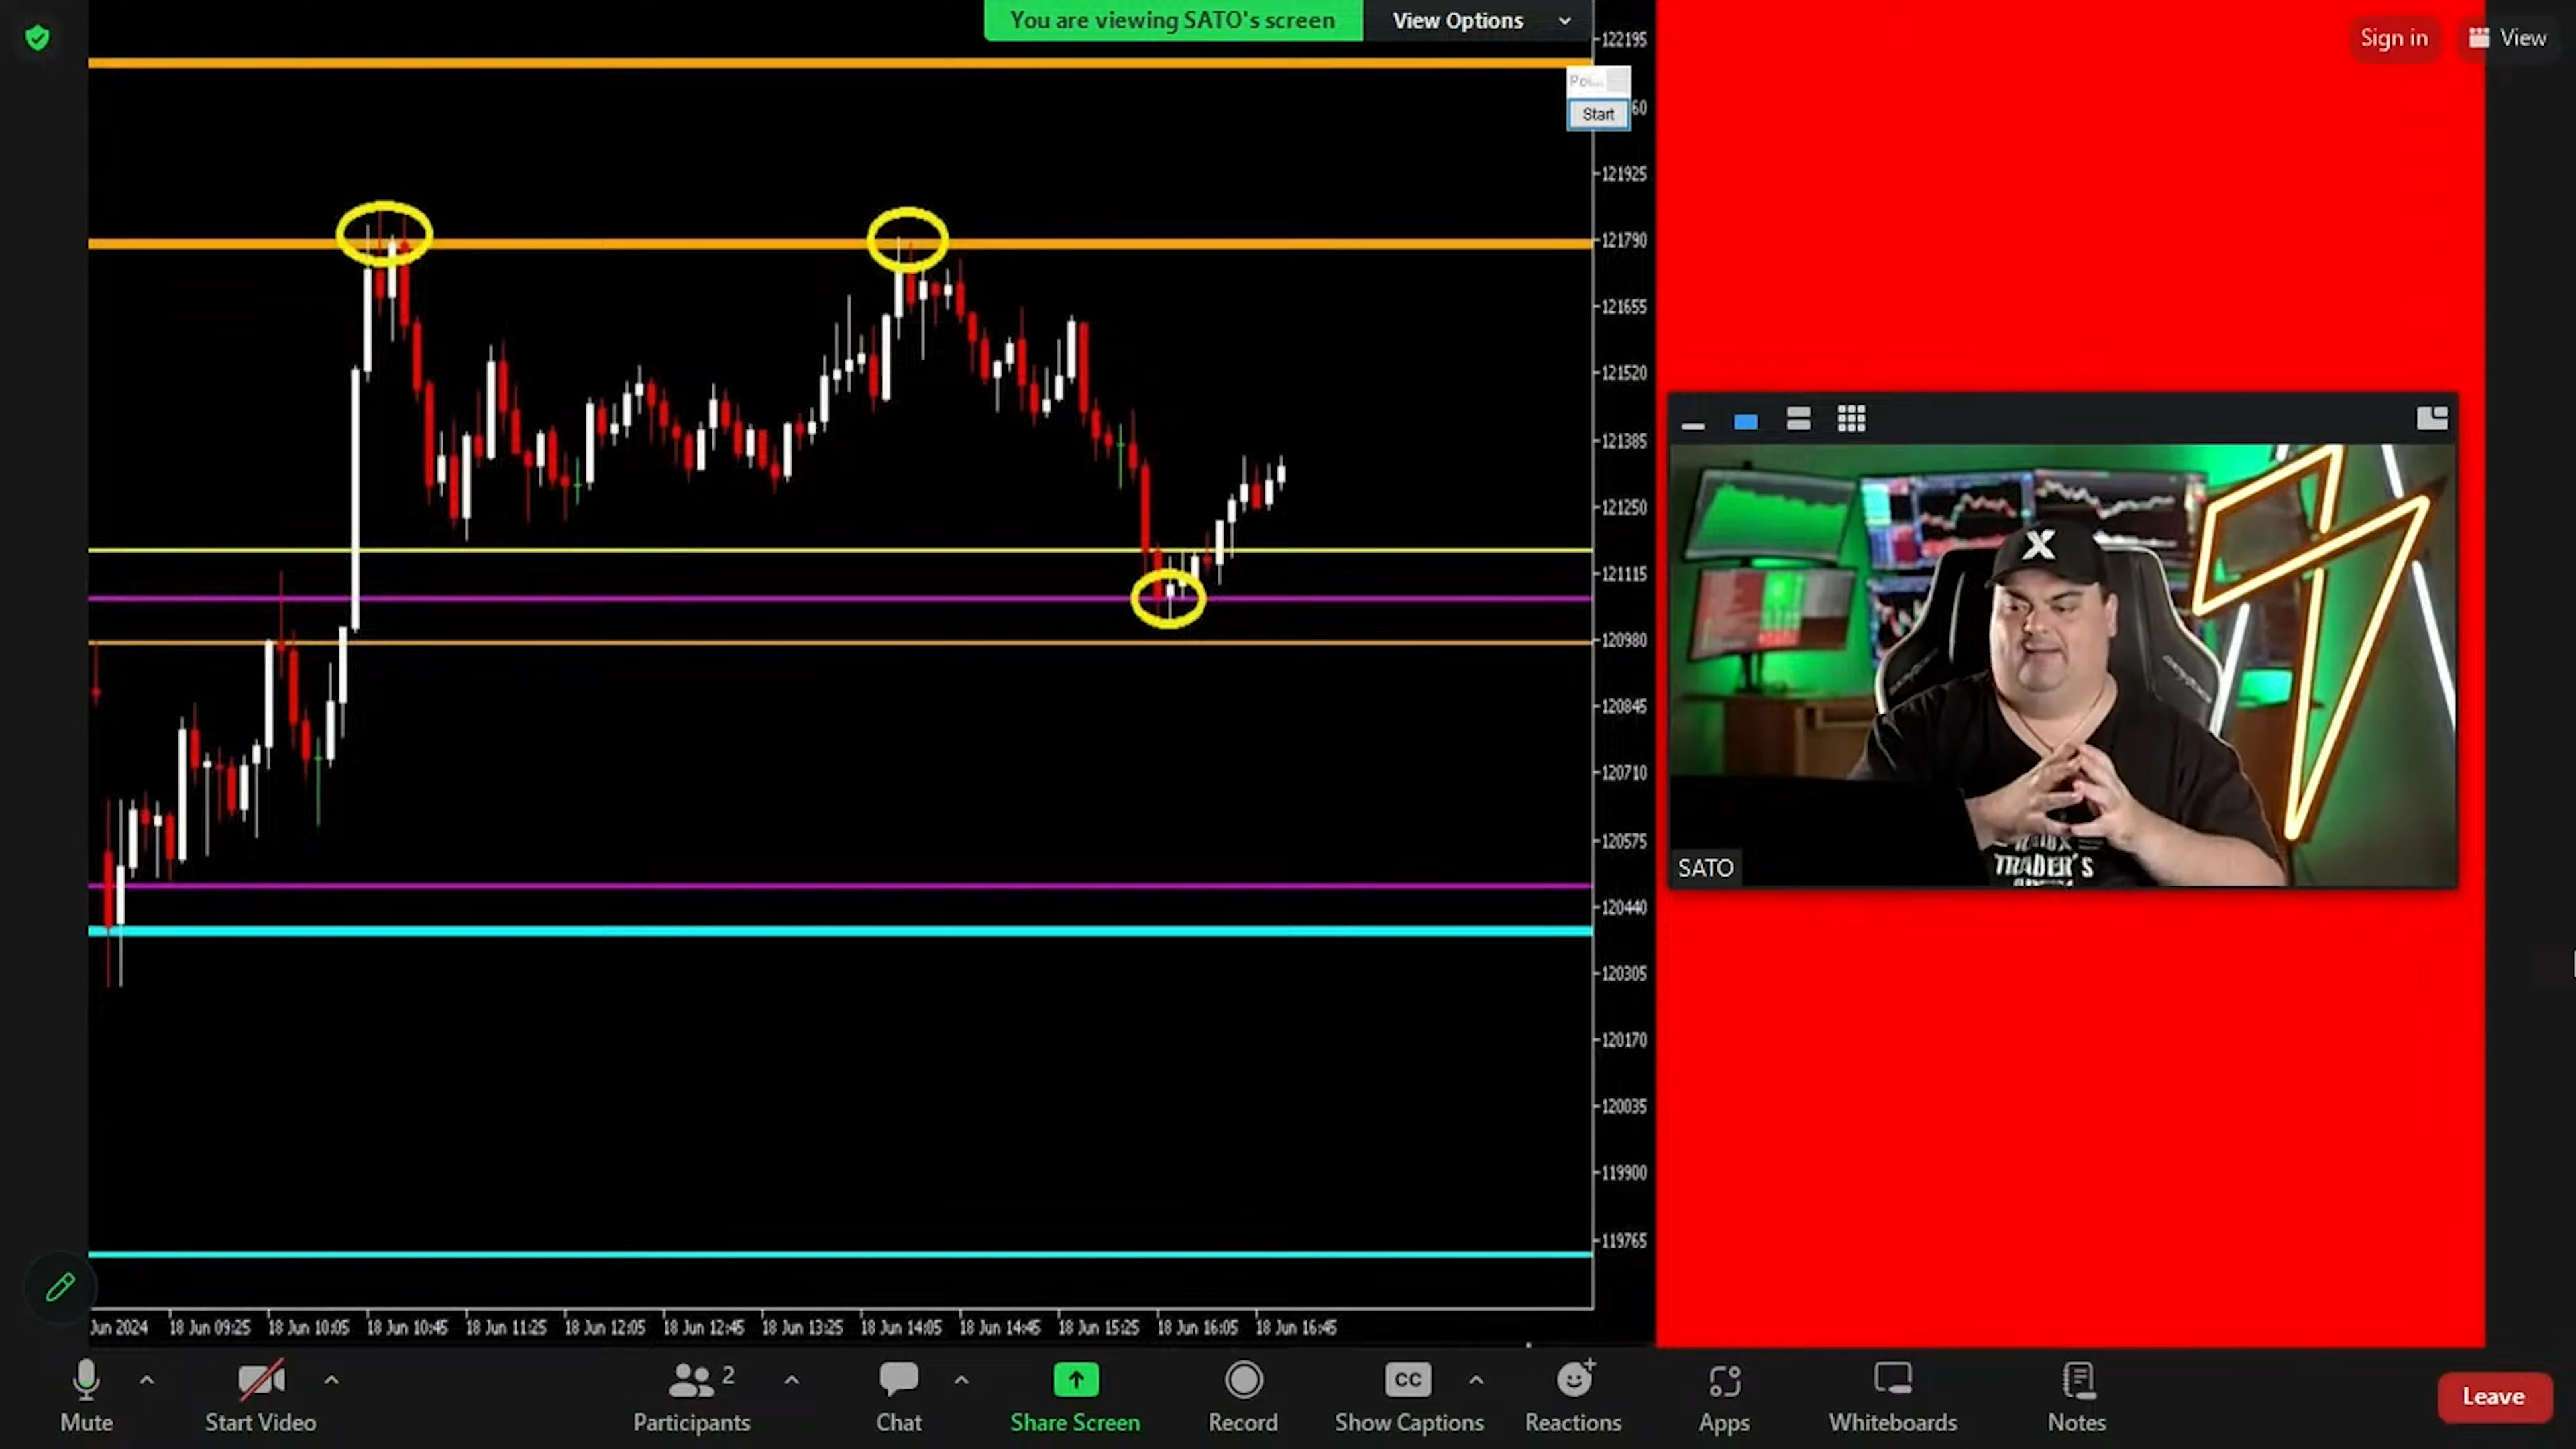 You are viewing SATO's screen
View Options
Sign in
View
122195
Poi...
Start
60
121925
121790
121655
121520
121385
121250
121115
120980
120845
120710
120575
120440
120305
120170
120035
119900
119765
X
TRADER'S
SATO
Jun 2024
18 Jun 09:25
18 Jun 10:05
18 Jun 10:45
18 Jun 11:25
18 Jun 12:05
18 Jun 12:45
18 Jun 13:25
18 Jun 14:05
18 Jun 14:45
18 Jun 15:25
18 Jun 16:05
18 Jun 16:45
2
CC
Mute
Start Video
Participants
Chat
Share Screen
Record
Show Captions
Reactions
Apps
Whiteboards
Notes
Leave